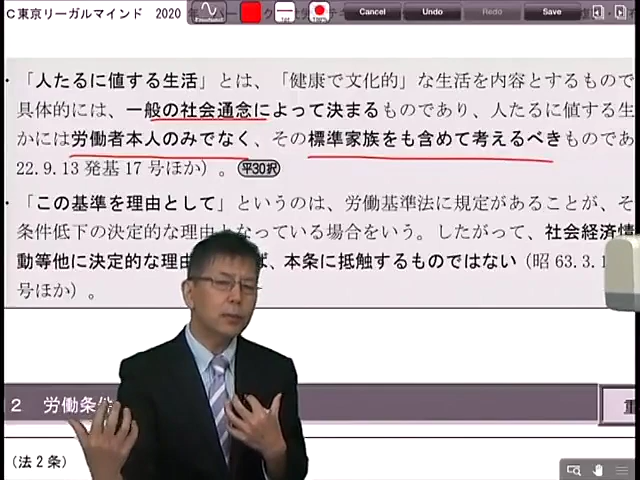 C東京リーガルマインド 2020 年
Cancel Undo Redo Save
・「人たるに値する生活」とは、「健康で文化的」な生活を内容とするもので
具体的には、一般の社会通念によって決まるものであり、人たるに値する生
かには労働者本人のみでなく、その標準家族をも含めて考えるべきものであ
22.9.13 発基 17 号ほか）。平30択
・「この基準を理由として」というのは、労働基準法に規定があることが、そ
条件低下の決定的な理由となっている場合をいう。したがって、社会経済情
動等他に決定的な理由 ば、本条に抵触するものではない（昭 63.3.1
号ほか）。
2 労働条件
（法2条）